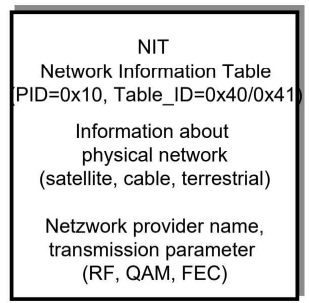 NIT
Network Information Table
(PID=0x10, Table_ID=0x40/0x41)
Information about
physical network
(satellite, cable, terrestrial)
Netzwork provider name,
transmission parameter
(RF, QAM, FEC)